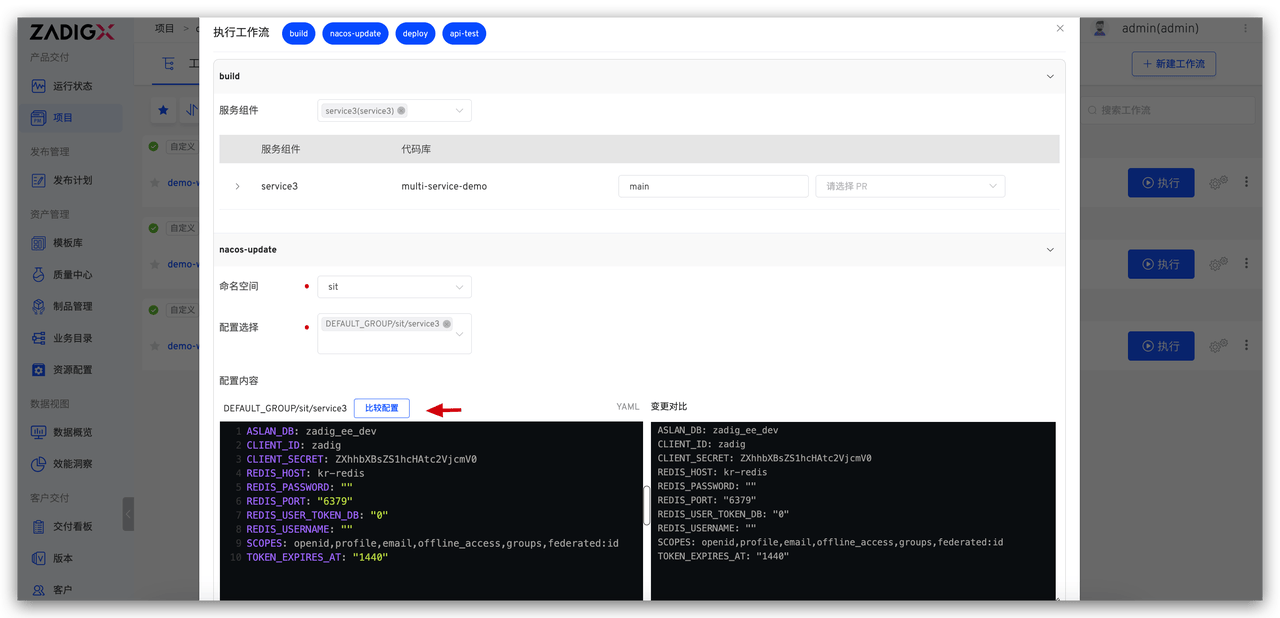 ZADIGX
项目 >
执行工作流 build nacos-update deploy api-test
admin(admin)
产品交付
工
+ 新建工作流
运行状态
项目
build
服务组件 service3(service3)
搜索工作流
服务组件 代码库
发布管理
自定义
发布计划
demo-w
service3 multi-service-demo main 请选择 PR
执行
资产管理
自定义
模板库
nacos-update
demo-w
执行
质量中心
命名空间 sit
制品管理
自定义
配置选择 DEFAULT_GROUP/sit/service3
业务目录
demo-w
执行
资源配置
配置内容
数据视图
DEFAULT_GROUP/sit/service3 比较配置 YAML 变更对比
数据概览
效能洞察
客户交付
交付看板
版本
客户
1 ASLAN_DB: zadig_ee_dev
2 CLIENT_ID: zadig
3 CLIENT_SECRET: ZXhhbXBsZS1hcHAtc2VjcmV0
4 REDIS_HOST: kr-redis
5 REDIS_PASSWORD: ""
6 REDIS_PORT: "6379"
7 REDIS_USER_TOKEN_DB: "0"
8 REDIS_USERNAME: ""
9 SCOPES: openid,profile,email,offline_access,groups,federated:id
10 TOKEN_EXPIRES_AT: "1440"
ASLAN_DB: zadig_ee_dev
CLIENT_ID: zadig
CLIENT_SECRET: ZXhhbXBsZS1hcHAtc2VjcmV0
REDIS_HOST: kr-redis
REDIS_PASSWORD: ""
REDIS_PORT: "6379"
REDIS_USER_TOKEN_DB: "0"
REDIS_USERNAME: ""
SCOPES: openid,profile,email,offline_access,groups,federated:id
TOKEN_EXPIRES_AT: "1440"